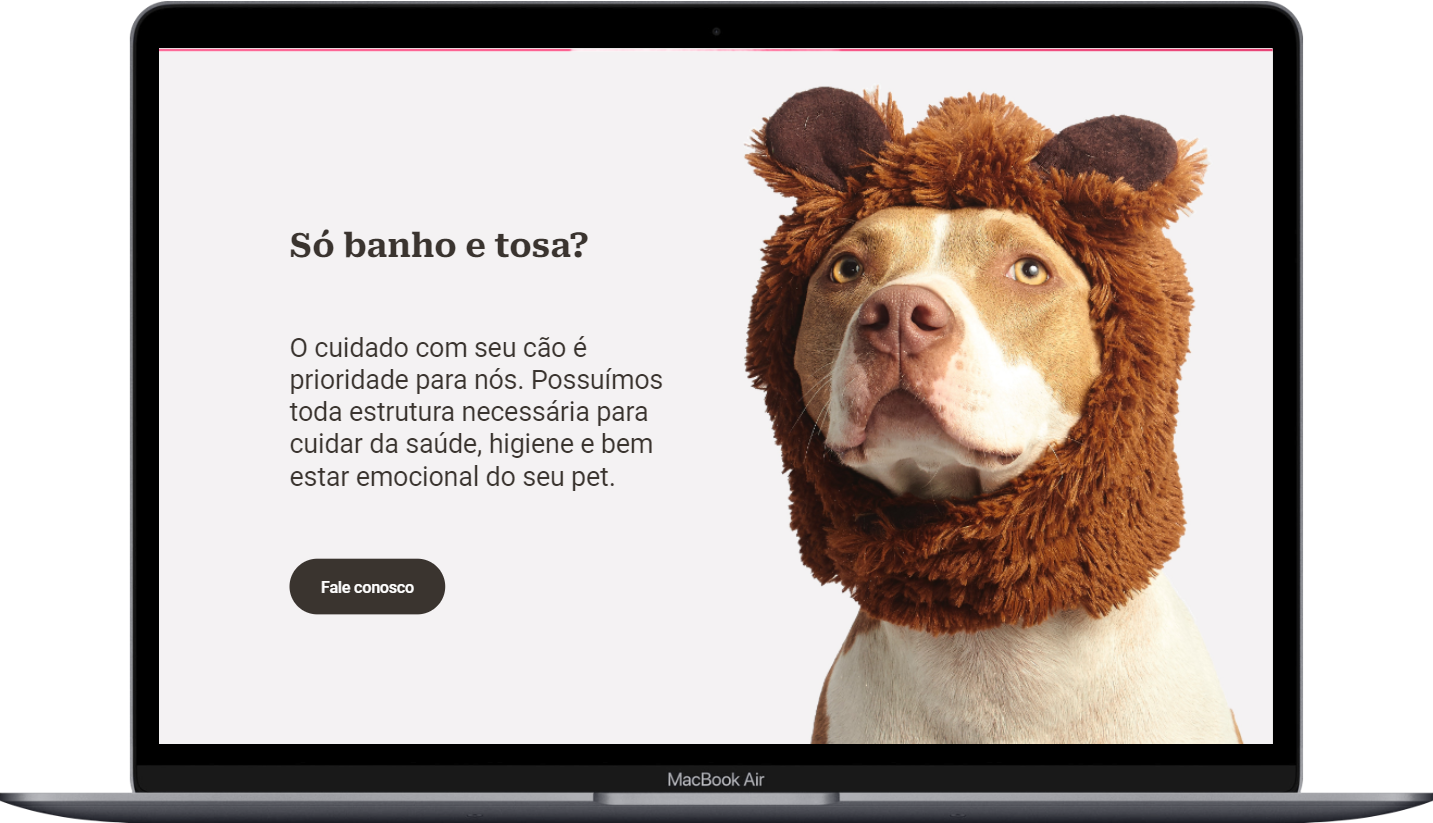 Só banho e tosa?
O cuidado com seu cão é
prioridade para nós. Possuímos
toda estrutura necessária para
cuidar da saúde, higiene e bem
estar emocional do seu pet.
Fale conosco
MacBook Air